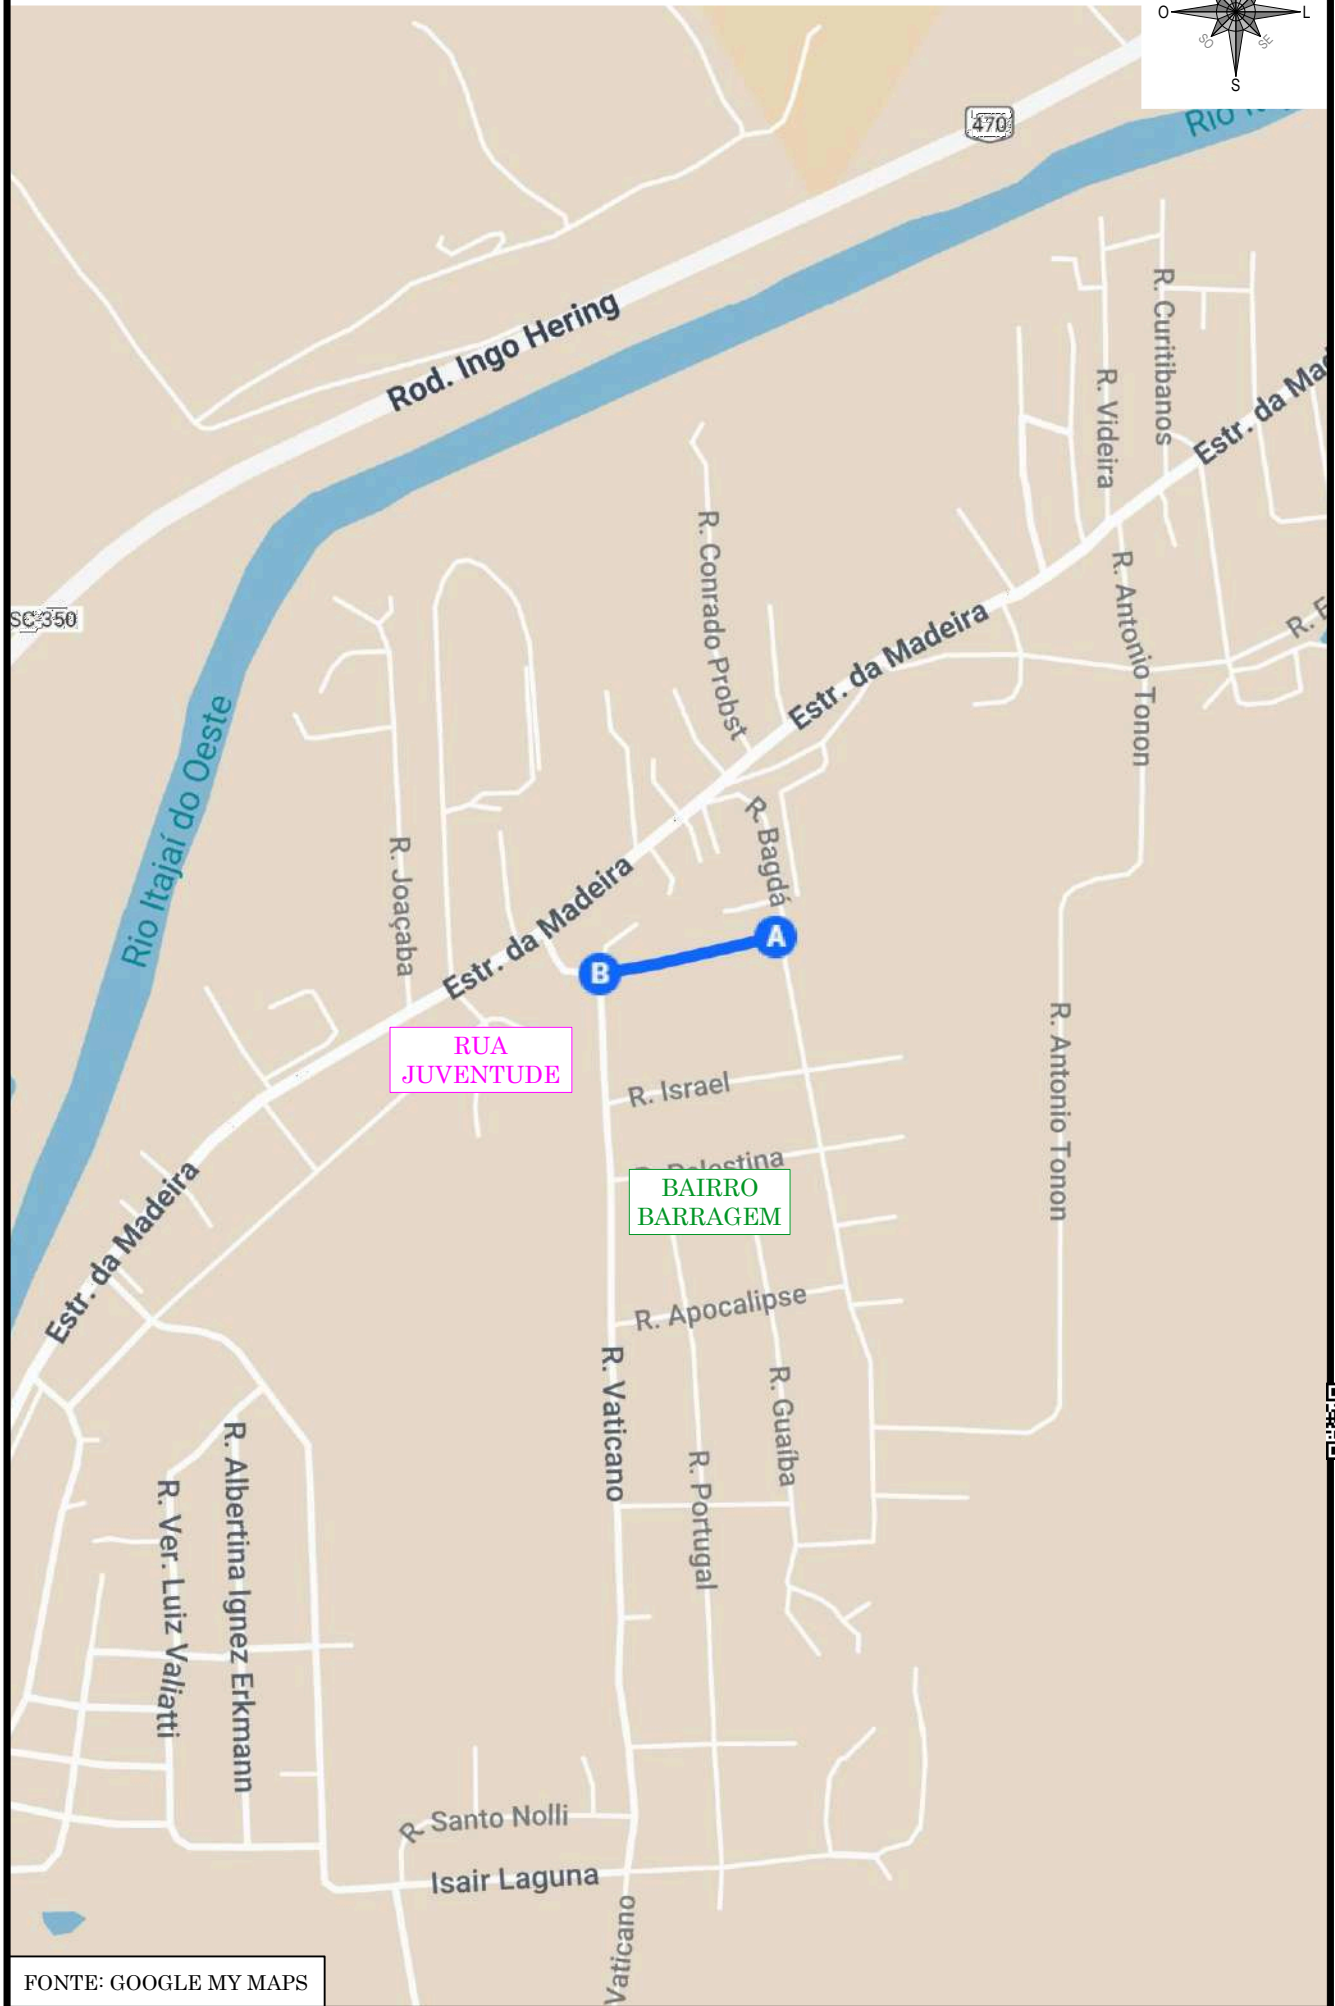 O
L
SO
SE
S
470
Rod. Ingo Hering
R. Curitibanos
R. Videira
Estr. da
R. Conrado Probst
SC-350
R. Antonio Tonon
Estr. da Madeira
Rio Itajaí do Oeste
R. Bagdá
R. Joaçaba
Estr. da Madeira
A
B
RUA
JUVENTUDE
R. Israel
R. Antonio Tonon
R. Palestina
BAIRRO
BARRAGEM
Estr. da Madeira
R. Apocalipse
R. Vaticano
R. Guaíba
R. Albertina Ignez Erkmann
R. Portugal
R. Ver. Luiz Valiatti
R. Santo Nolli
Isair Laguna
Vaticano
FONTE: GOOGLE MY MAPS